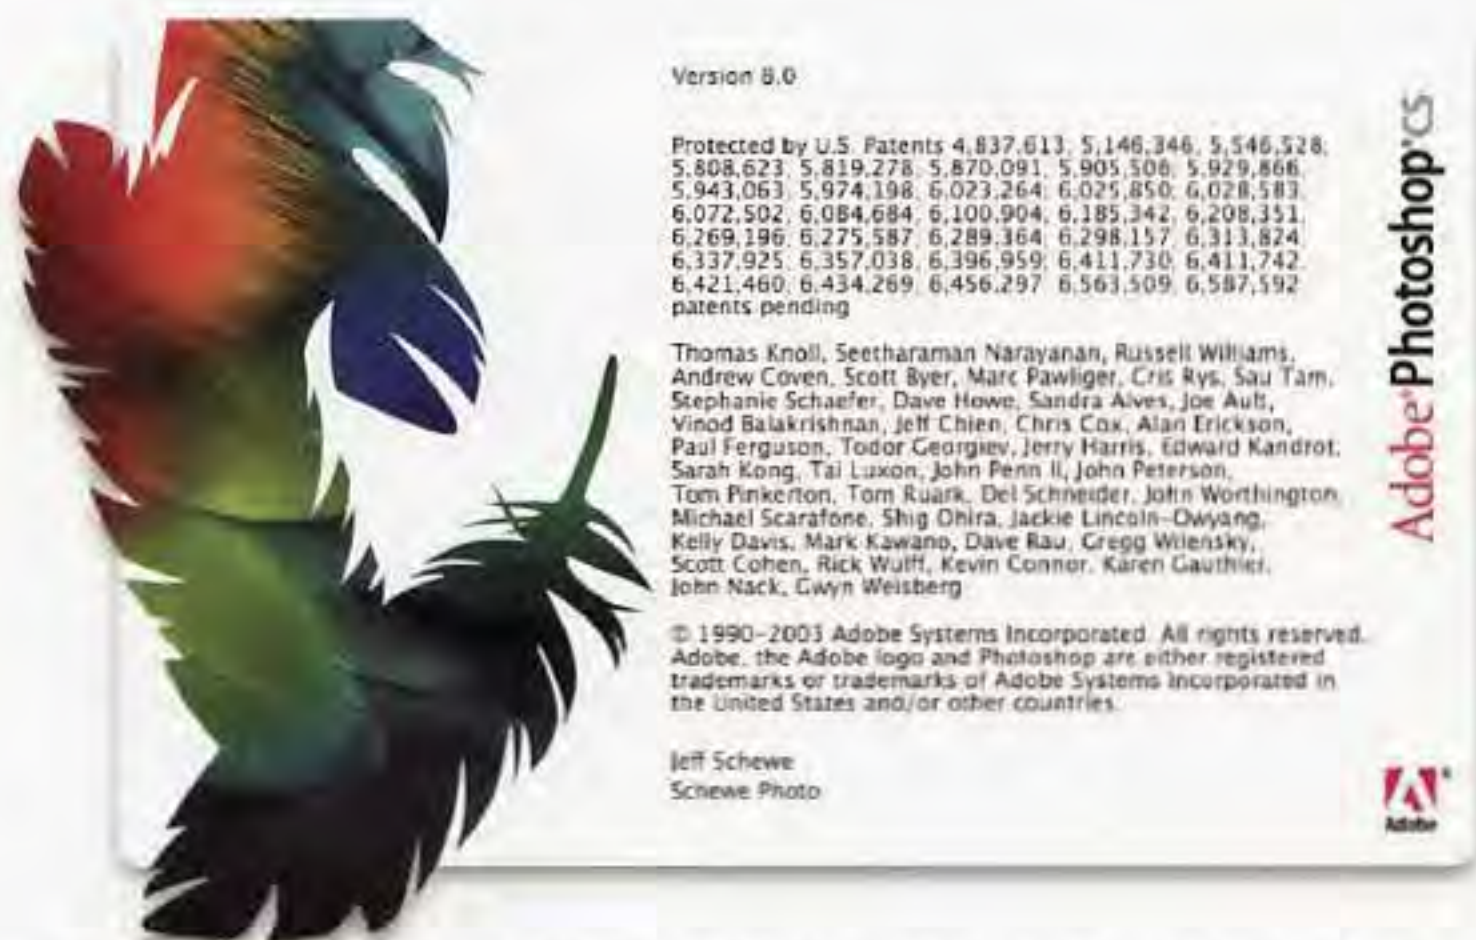 Version 8.0
Protected by U.S. Patents 4,837,613, 5,146,346, 5,546,528,
5,808,623, 5,819,278, 5,870,091, 5,905,506, 5,929,866,
5,943,063, 5,974,198, 6,023,264, 6,025,850, 6,028,583,
6,072,502, 6,084,684, 6,100,904, 6,185,342, 6,208,351,
6,269,196, 6,275,587, 6,289,364, 6,298,157, 6,313,824,
6,337,925, 6,357,038, 6,396,959, 6,411,730, 6,411,742,
6,421,460, 6,434,269, 6,456,297, 6,563,509, 6,587,592,
patents pending
Thomas Knoll, Seetharaman Narayanan, Russell Williams,
Andrew Coven, Scott Byer, Marc Pawliger, Cris Rys, Sau Tam,
Stephanie Schaefer, Dave Howe, Sandra Alves, Joe Ault,
Vinod Balakrishnan, Jeff Chien, Chris Cox, Alan Erickson,
Paul Ferguson, Todor Georgiev, Jerry Harris, Edward Kandrot,
Sarah Kong, Tai Luxon, John Penn II, John Peterson,
Tom Pinkerton, Tom Ruark, Del Schneider, John Worthington,
Michael Scarafone, Shig Ohira, Jackie Lincoln-Owyang,
Kelly Davis, Mark Kawano, Dave Rau, Gregg Wilensky,
Scott Cohen, Rick Wulff, Kevin Connor, Karen Gauthier,
John Nack, Gwyn Weisberg
© 1990-2003 Adobe Systems Incorporated. All rights reserved.
Adobe, the Adobe logo and Photoshop are either registered
trademarks or trademarks of Adobe Systems Incorporated in
the United States and/or other countries.
Jeff Schewe
Schewe Photo
Adobe® Photoshop® CS
Adobe®